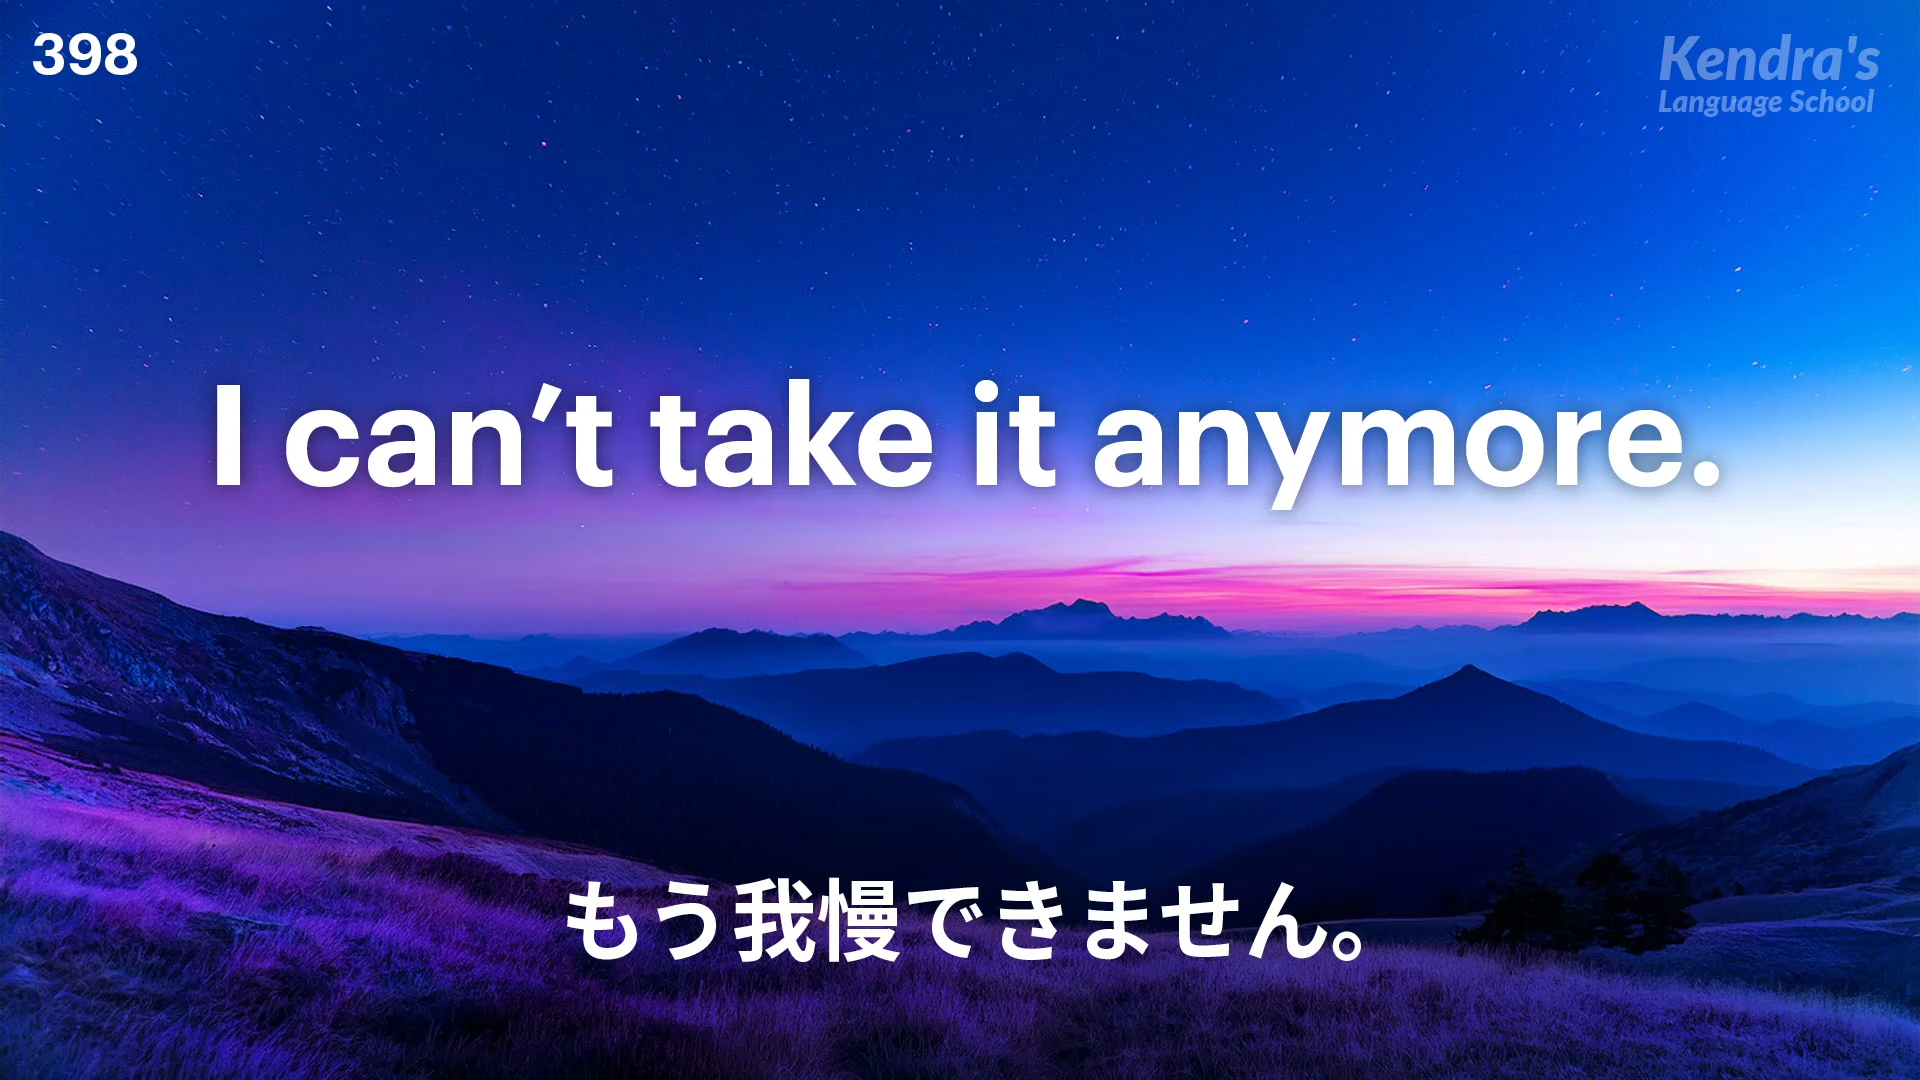 398
Kendra's
Language School
I can’t take it anymore.
もう我慢できません。